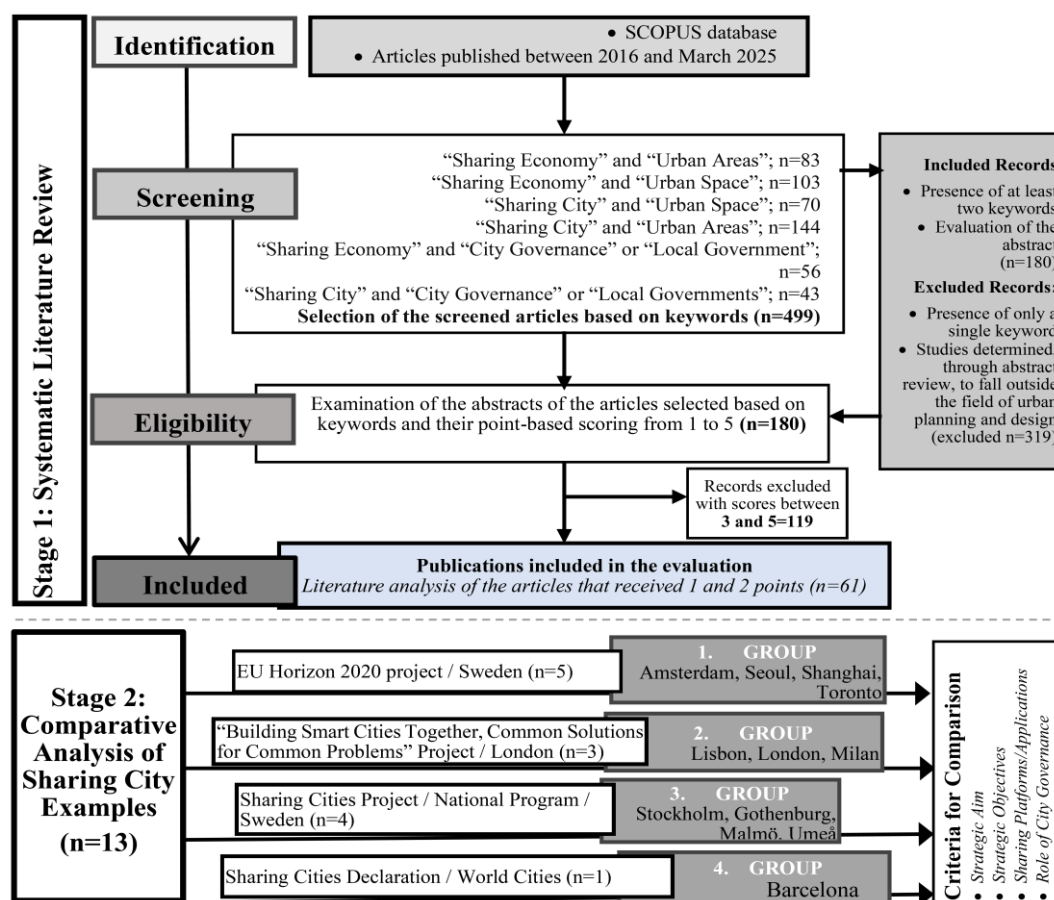 Stage 1: Systematic Literature Review
Identification
• SCOPUS database
• Articles published between 2016 and March 2025
Screening
“Sharing Economy” and “Urban Areas”; n=83
“Sharing Economy” and “Urban Space”; n=103
“Sharing City” and “Urban Space”; n=70
“Sharing City” and “Urban Areas”; n=144
“Sharing Economy” and “City Governance” or “Local Government”;
n=56
“Sharing City” and “City Governance” or “Local Governments”; n=43
Selection of the screened articles based on keywords (n=499)
Included Records
• Presence of at least
two keywords
• Evaluation of the
abstract
(n=180)
Excluded Records:
• Presence of only a
single keyword
• Studies determined,
through abstract
review, to fall outside
the field of urban
planning and design
(excluded n=319)
Eligibility
Examination of the abstracts of the articles selected based on
keywords and their point-based scoring from 1 to 5 (n=180)
Records excluded
with scores between
3 and 5=119
Included
Publications included in the evaluation
Literature analysis of the articles that received 1 and 2 points (n=61)
Stage 2:
Comparative
Analysis of
Sharing City
Examples
(n=13)
EU Horizon 2020 project / Sweden (n=5)
1. GROUP
Amsterdam, Seoul, Shanghai,
Toronto
“Building Smart Cities Together, Common Solutions
for Common Problems” Project / London (n=3)
2. GROUP
Lisbon, London, Milan
Sharing Cities Project / National Program /
Sweden (n=4)
3. GROUP
Stockholm, Gothenburg,
Malmö, Umeå
Sharing Cities Declaration / World Cities (n=1)
4. GROUP
Barcelona
Criteria for Comparison
• Strategic Aim
• Strategic Objectives
• Sharing Platforms/Applications
• Role of City Governance